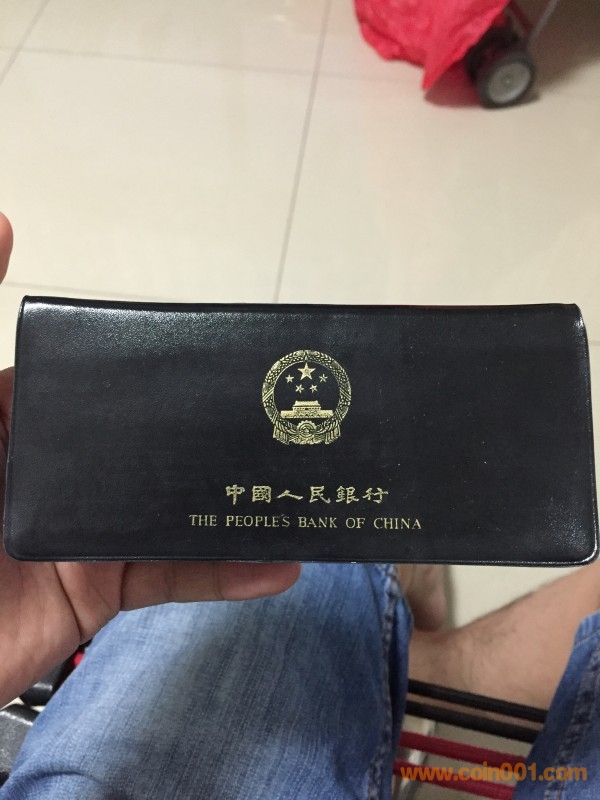 中國人民銀行
THE PEOPLE'S BANK OF CHINA
www.coin001.com